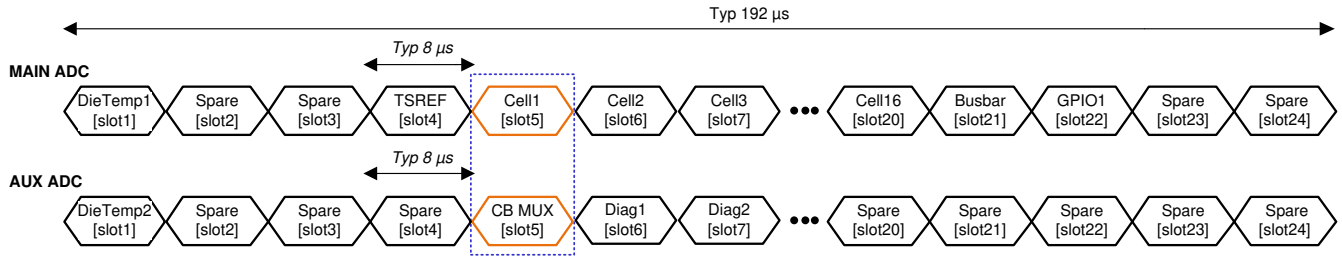 Typ 192 µs
Typ 8 µs
MAIN ADC
DieTemp1 Spare Spare TSREF Cell1 Cell2 Cell3 Cell16 Busbar GPIO1 Spare Spare
[slot1] [slot2] [slot3] [slot4] [slot5] [slot6] [slot7] [slot20] [slot21] [slot22] [slot23] [slot24]
Typ 8 µs
AUX ADC
DieTemp2 Spare Spare Spare CB MUX Diag1 Diag2 Spare Spare Spare Spare Spare
[slot1] [slot2] [slot3] [slot4] [slot5] [slot6] [slot7] [slot20] [slot21] [slot22] [slot23] [slot24]